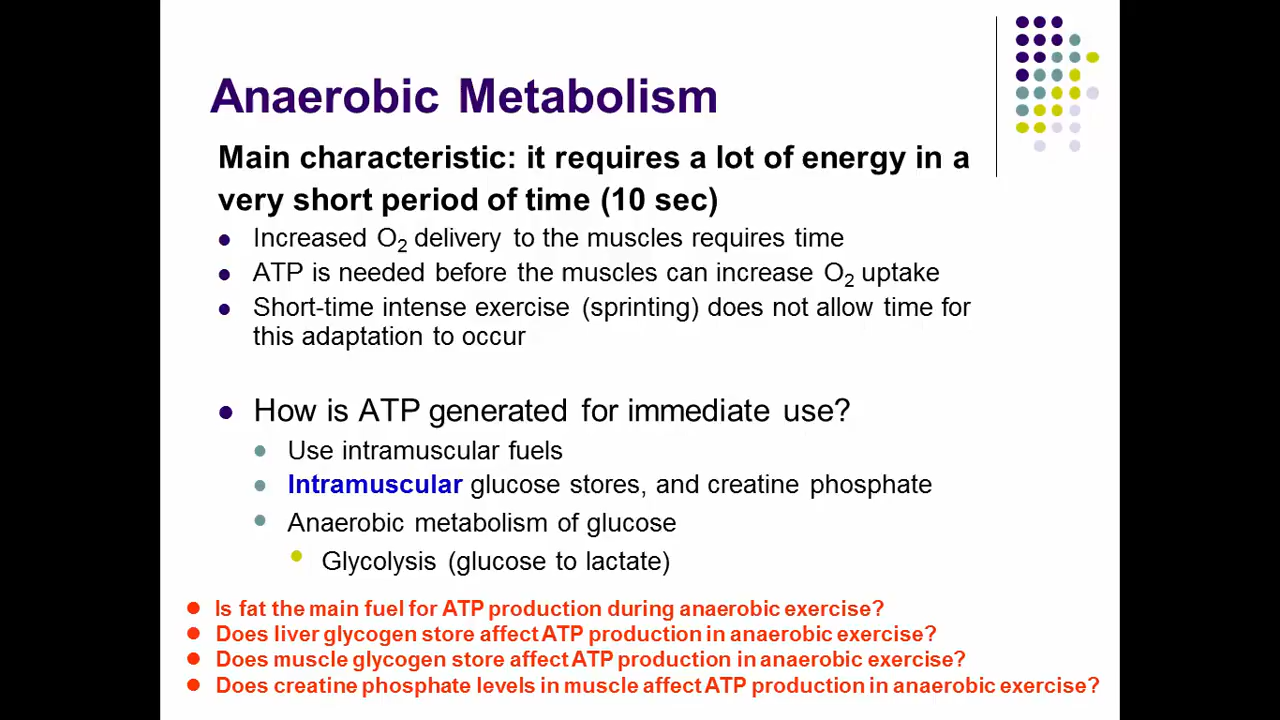 Anaerobic Metabolism
Main characteristic: it requires a lot of energy in a
very short period of time (10 sec)
Increased O2 delivery to the muscles requires time
ATP is needed before the muscles can increase O2 uptake
Short-time intense exercise (sprinting) does not allow time for
this adaptation to occur
How is ATP generated for immediate use?
Use intramuscular fuels
Intramuscular glucose stores, and creatine phosphate
Anaerobic metabolism of glucose
Glycolysis (glucose to lactate)
Is fat the main fuel for ATP production during anaerobic exercise?
Does liver glycogen store affect ATP production in anaerobic exercise?
Does muscle glycogen store affect ATP production in anaerobic exercise?
Does creatine phosphate levels in muscle affect ATP production in anaerobic exercise?